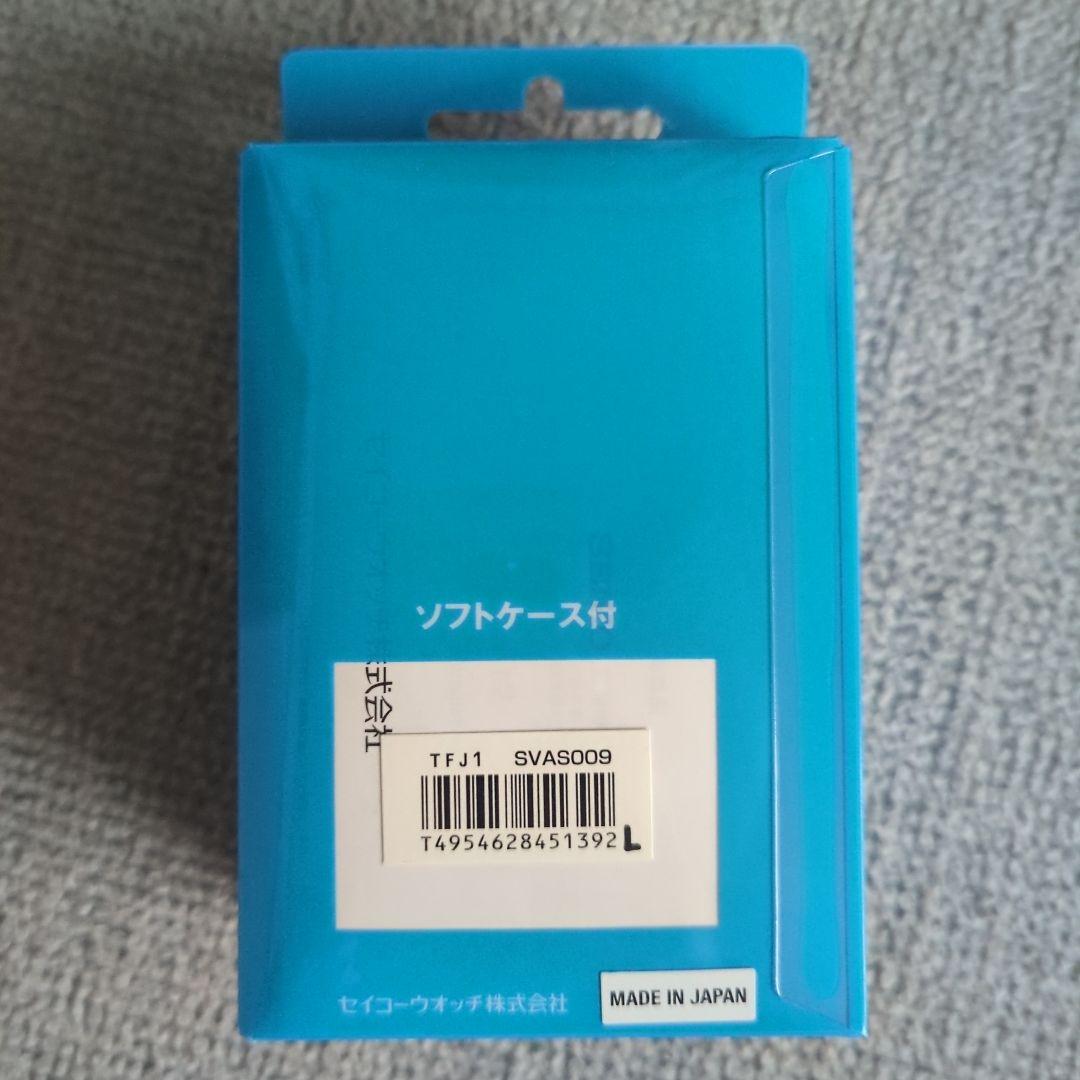 ソフトケース付
式会社
TFJ1 SVAS009
T4954628451392 L
セイコーウオッチ株式会社
MADE IN JAPAN